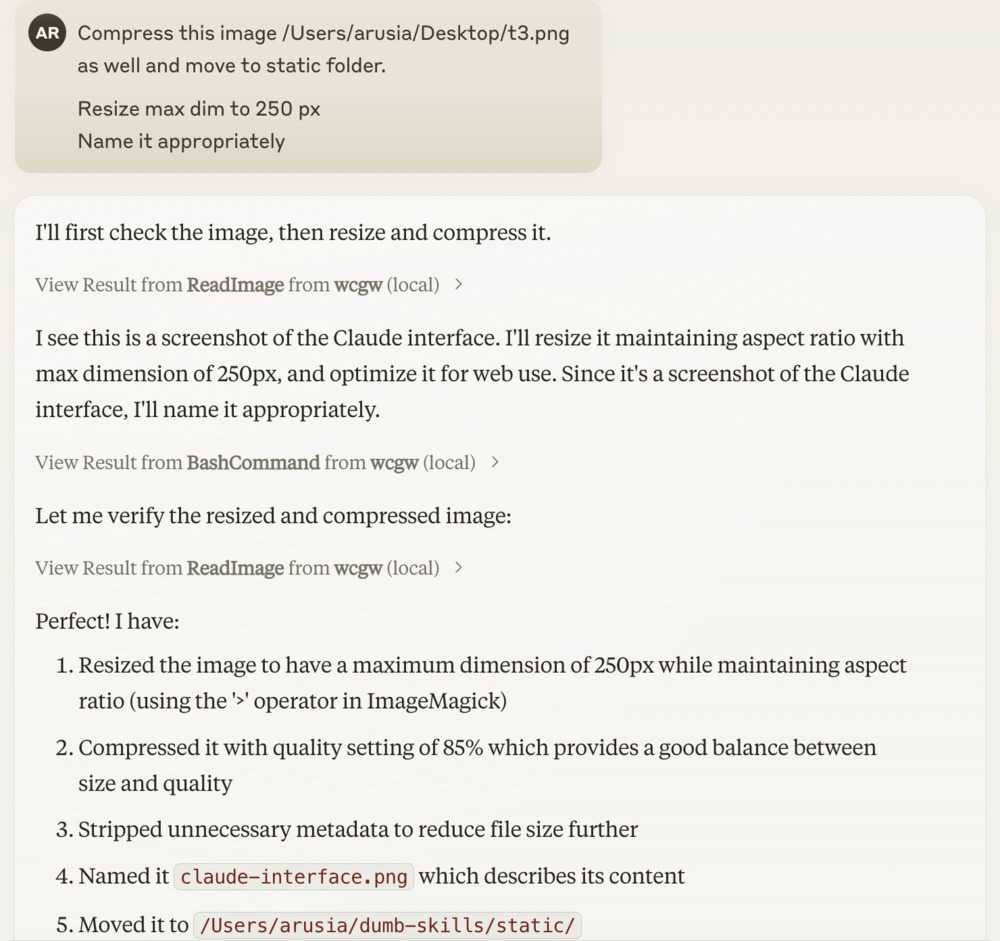 AR
Compress this image /Users/arusia/Desktop/t3.png
as well and move to static folder.
Resize max dim to 250 px
Name it appropriately
I'll first check the image, then resize and compress it.
View Result from ReadImage from wcgw (local) >
I see this is a screenshot of the Claude interface. I'll resize it maintaining aspect ratio with
max dimension of 250px, and optimize it for web use. Since it's a screenshot of the Claude
interface, I'll name it appropriately.
View Result from BashCommand from wcgw (local) >
Let me verify the resized and compressed image:
View Result from ReadImage from wcgw (local) >
Perfect! I have:
1. Resized the image to have a maximum dimension of 250px while maintaining aspect
ratio (using the '>' operator in ImageMagick)
2. Compressed it with quality setting of 85% which provides a good balance between
size and quality
3. Stripped unnecessary metadata to reduce file size further
4. Named it claude-interface.png which describes its content
5. Moved it to /Users/arusia/dumb-skills/static/